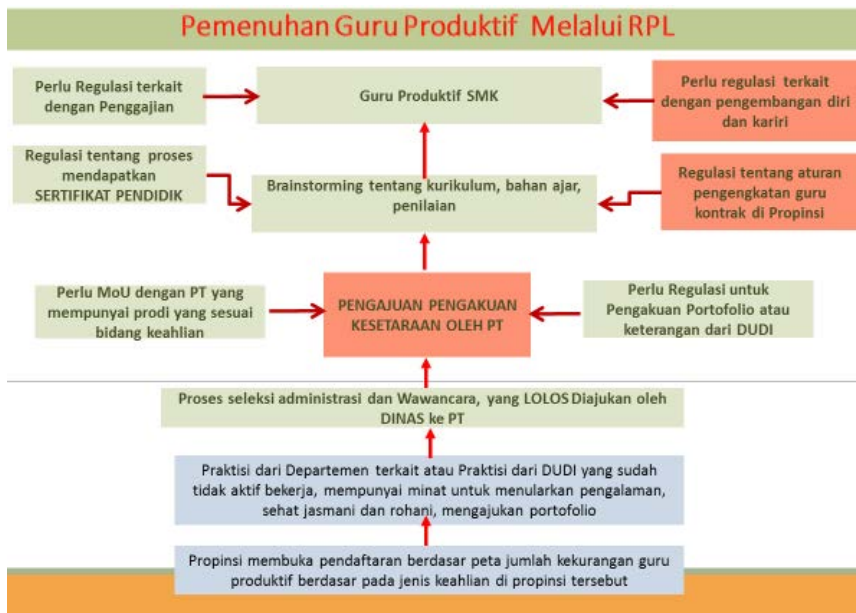 Pemenuhan Guru Produktif Melalui RPL
Perlu Regulasi terkait
dengan Penggajian
Guru Produktif SMK
Perlu regulasi terkait
dengan pengembangan diri
dan kariri
Regulasi tentang proses
mendapatkan
SERTIFIKAT PENDIDIK
Brainstorming tentang kurikulum, bahan ajar,
penilaian
Regulasi tentang aturan
pengengkatan guru
kontrak di Propinsi
Perlu MoU dengan PT yang
mempunyai prodi yang sesuai
bidang keahlian
PENGAJUAN PENGAKUAN
KESETARAAN OLEH PT
Perlu Regulasi untuk
Pengakuan Portofolio atau
keterangan dari DUDI
Proses seleksi administrasi dan Wawancara, yang LOLOS Diajukan oleh
DINAS ke PT
Praktisi dari Departemen terkait atau Praktisi dari DUDI yang sudah
tidak aktif bekerja, mempunyai minat untuk menularkan pengalaman,
sehat jasmani dan rohani, mengajukan portofolio
Propinsi membuka pendaftaran berdasar peta jumlah kekurangan guru
produktif berdasar pada jenis keahlian di propinsi tersebut